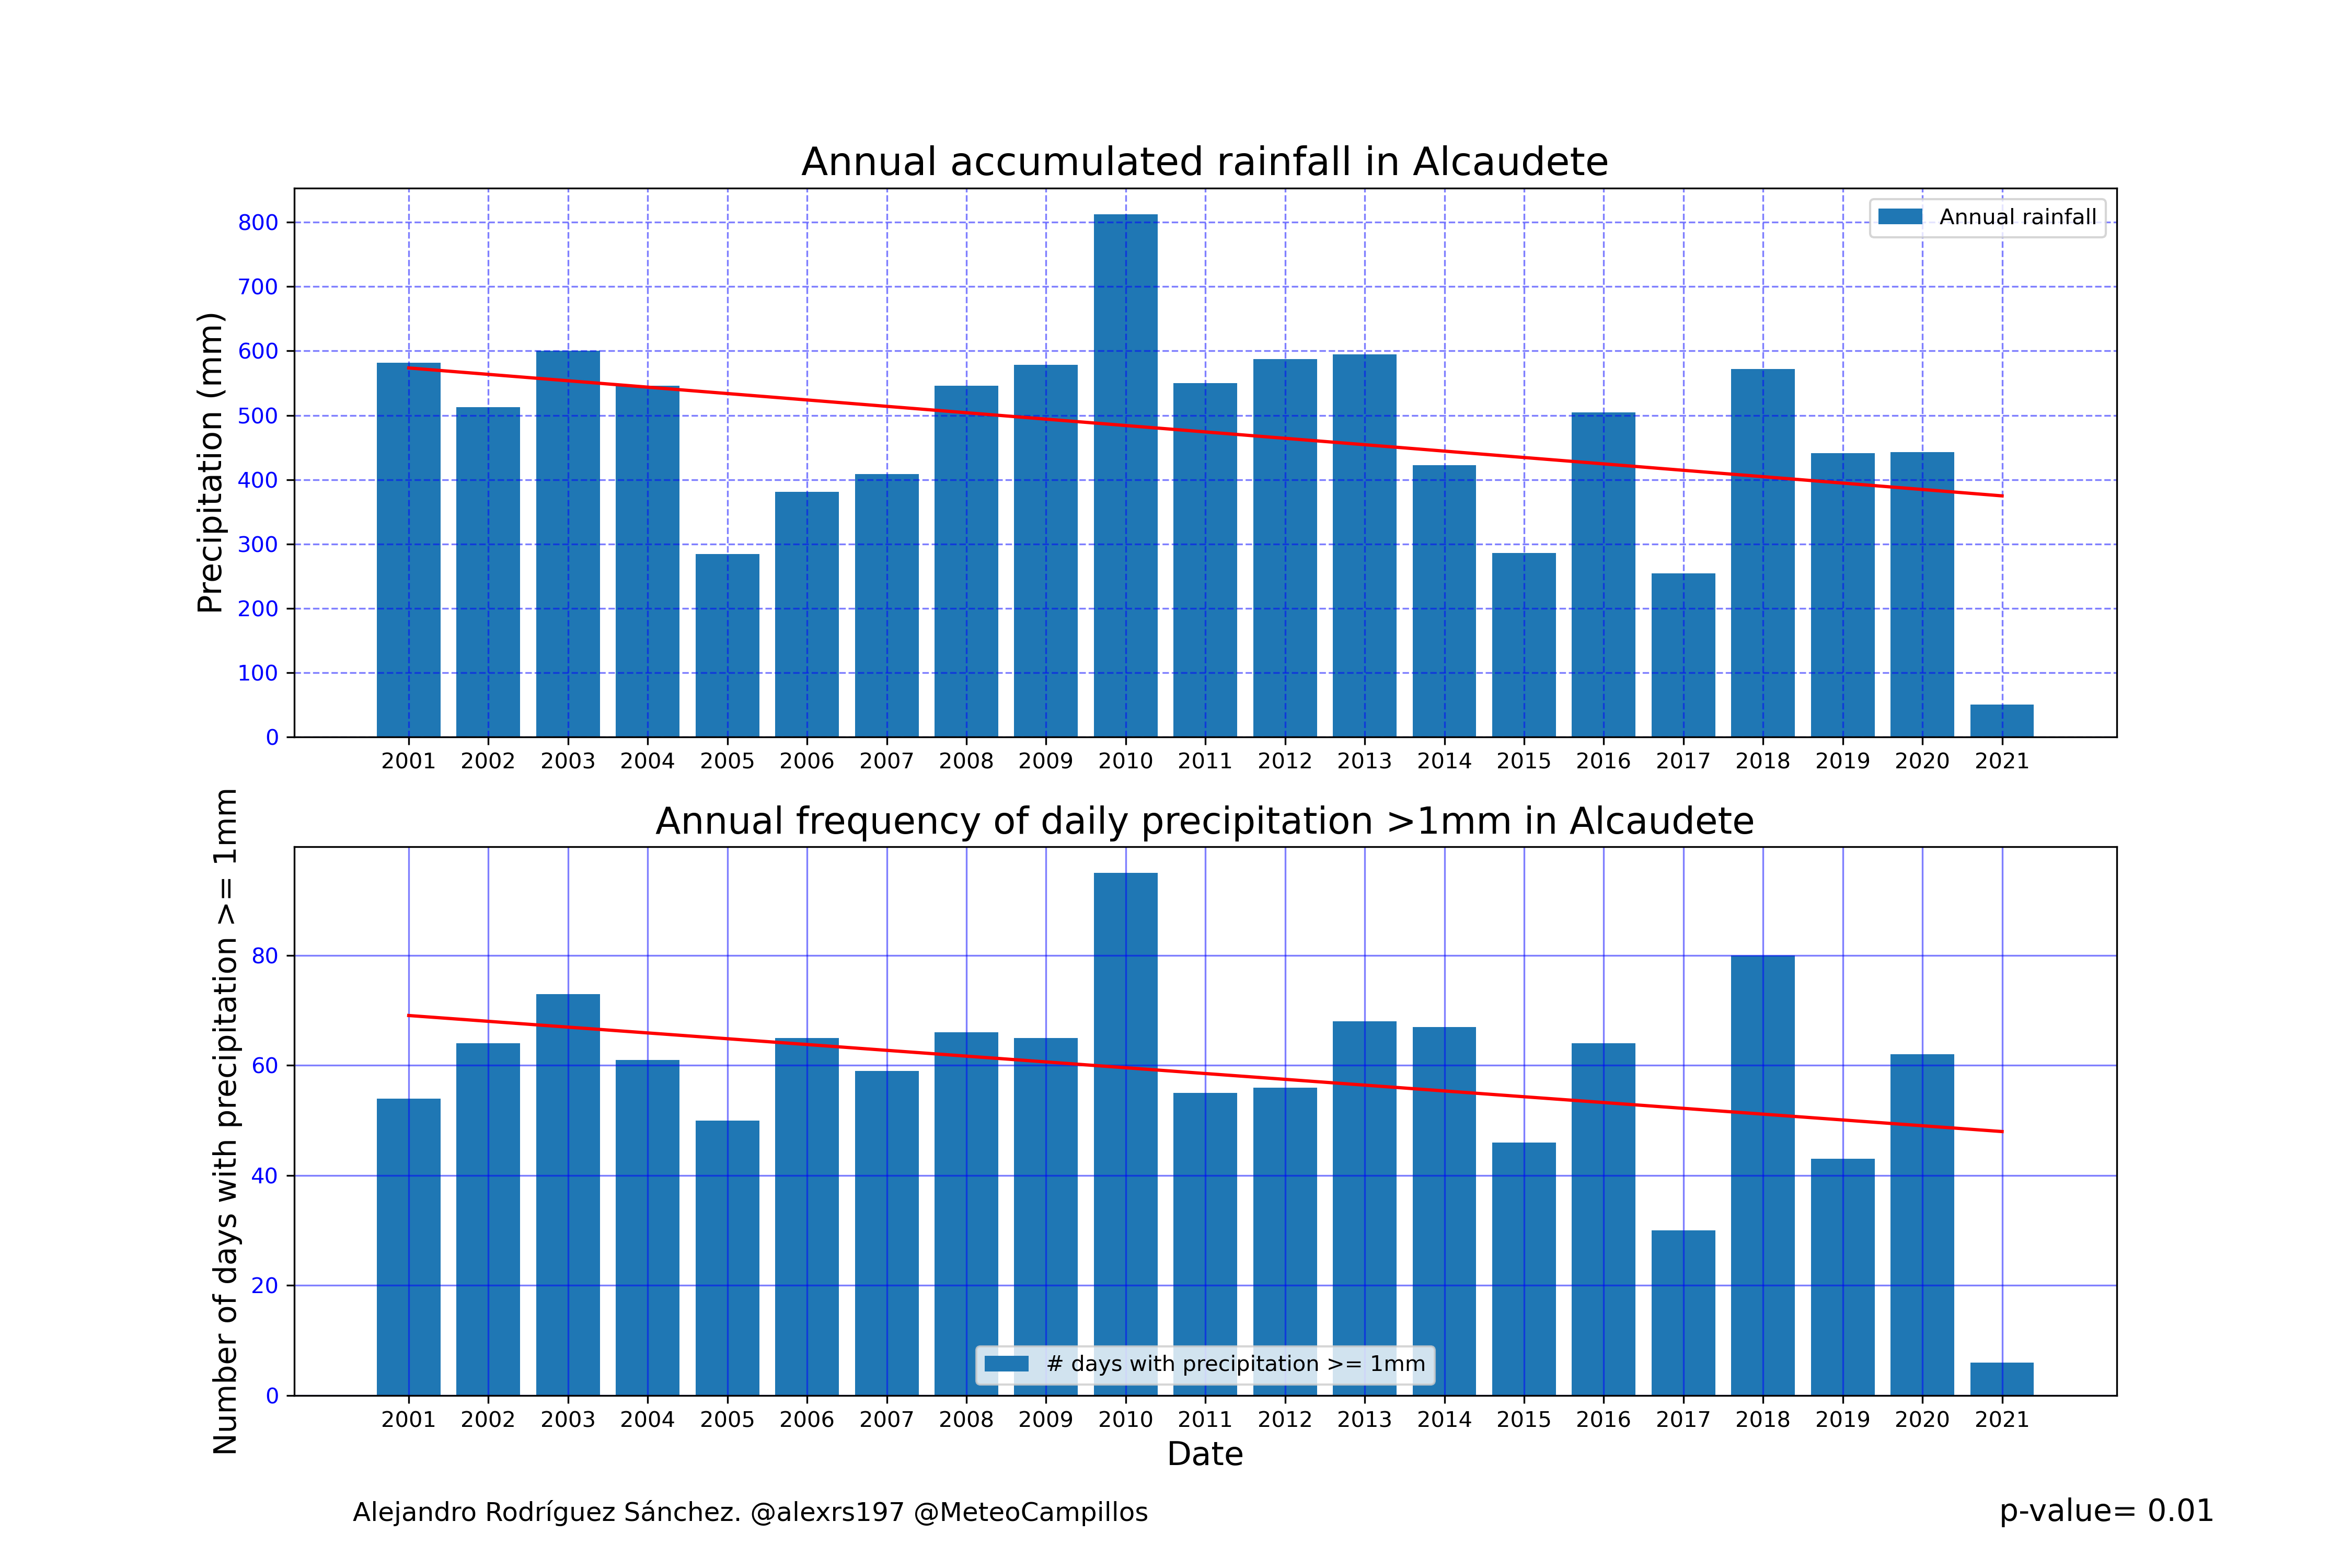 Annual accumulated rainfall in Alcaudete
Precipitation (mm)
800
700
600
500
400
300
200
100
0
Annual rainfall
2001 2002 2003 2004 2005 2006 2007 2008 2009 2010 2011 2012 2013 2014 2015 2016 2017 2018 2019 2020 2021
Annual frequency of daily precipitation >1mm in Alcaudete
Number of days with precipitation >= 1mm
80
60
40
20
0
# days with precipitation >= 1mm
2001 2002 2003 2004 2005 2006 2007 2008 2009 2010 2011 2012 2013 2014 2015 2016 2017 2018 2019 2020 2021
Date
Alejandro Rodríguez Sánchez. @alexrs197 @MeteoCampillos
p-value= 0.01